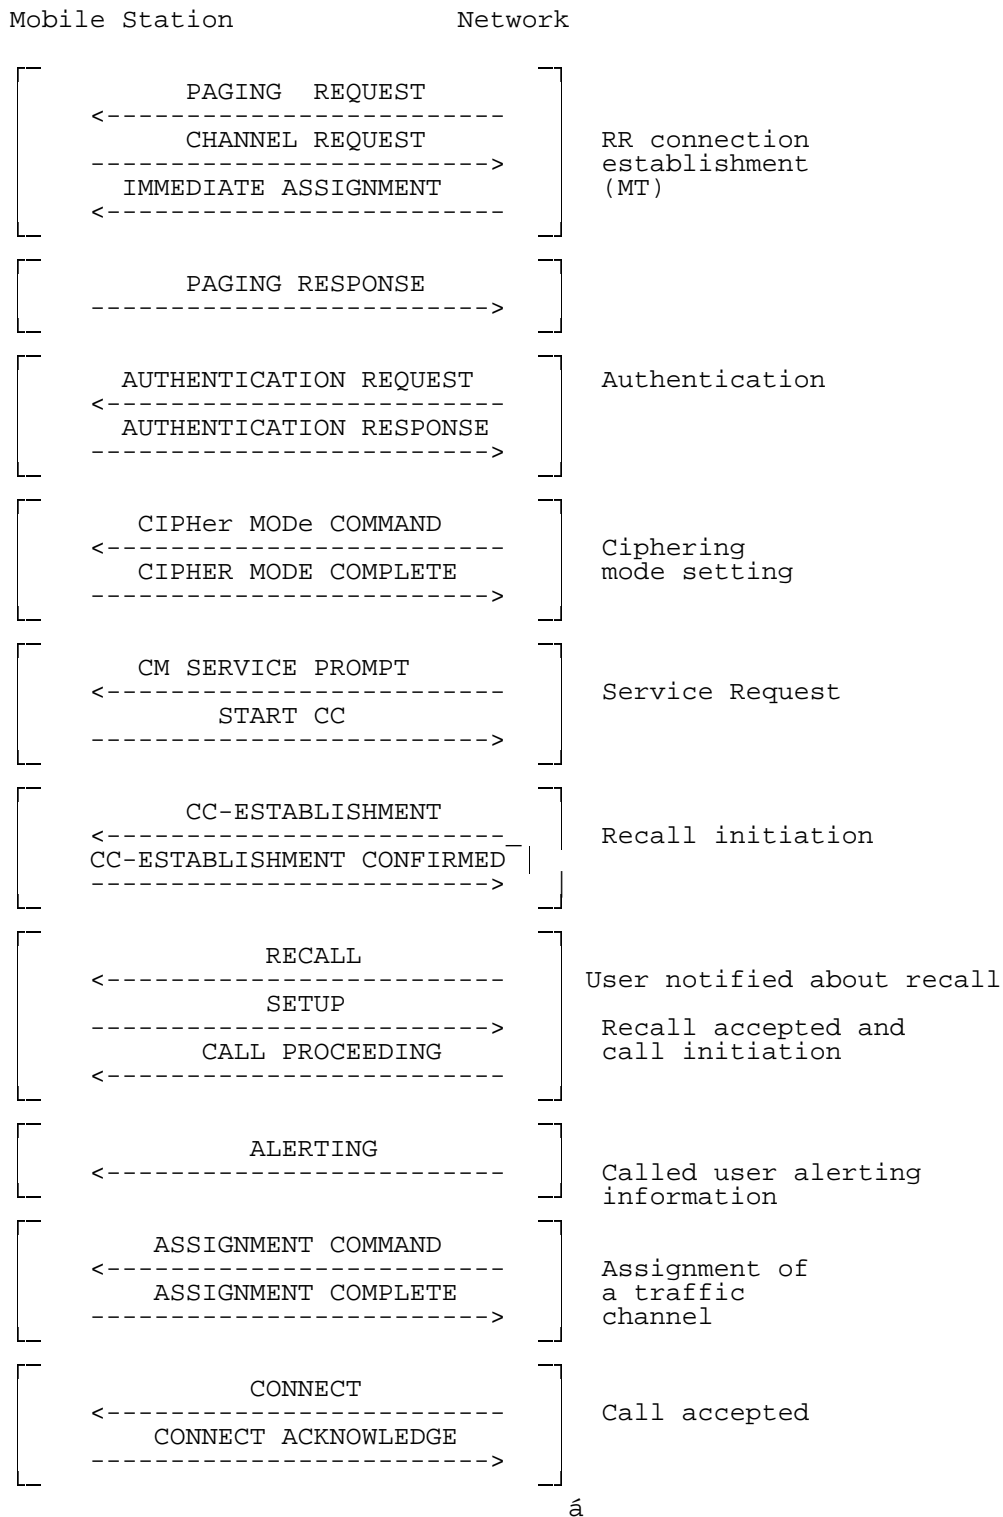 Mobile Station Network
PAGING REQUEST
<--------------------------
CHANNEL REQUEST RR connection
-------------------------> establishment
IMMEDIATE ASSIGNMENT (MT)
<--------------------------
PAGING RESPONSE
------------------------->
AUTHENTICATION REQUEST Authentication
<--------------------------
AUTHENTICATION RESPONSE
------------------------->
CIPHer MODe COMMAND
<-------------------------- Ciphering
CIPHER MODE COMPLETE mode setting
------------------------->
CM SERVICE PROMPT
<-------------------------- Service Request
START CC
------------------------->
CC-ESTABLISHMENT
<-------------------------- Recall initiation
CC-ESTABLISHMENT CONFIRMED
------------------------->
RECALL
<-------------------------- User notified about recall
SETUP
-------------------------> Recall accepted and
CALL PROCEEDING call initiation
<--------------------------
ALERTING
<-------------------------- Called user alerting
information
ASSIGNMENT COMMAND
<-------------------------- Assignment of
ASSIGNMENT COMPLETE a traffic
-------------------------> channel
CONNECT
<-------------------------- Call accepted
CONNECT ACKNOWLEDGE
------------------------->
á